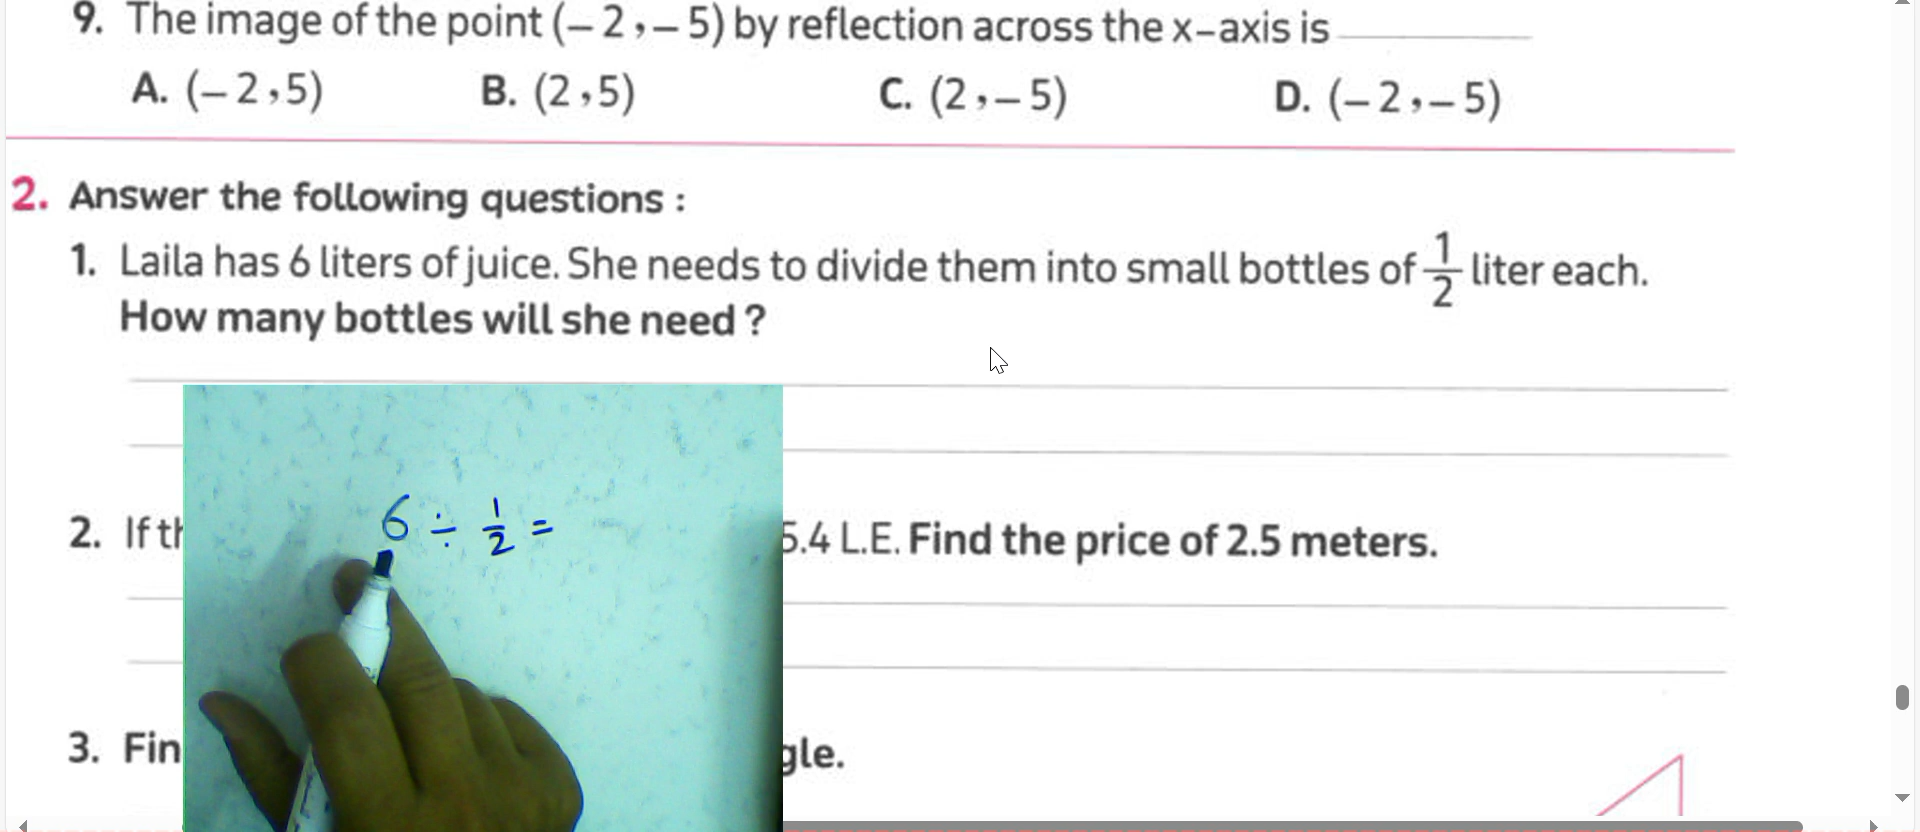 9. The image of the point (–2,–5) by reflection across the x–axis is
A. (–2,5) B. (2,5) C. (2,–5) D. (–2,–5)
2. Answer the following questions :
1. Laila has 6 liters of juice. She needs to divide them into small bottles of 1/2 liter each.
How many bottles will she need ?
6 ÷ 1/2 =
2. If 5.4 L.E. Find the price of 2.5 meters.
3.